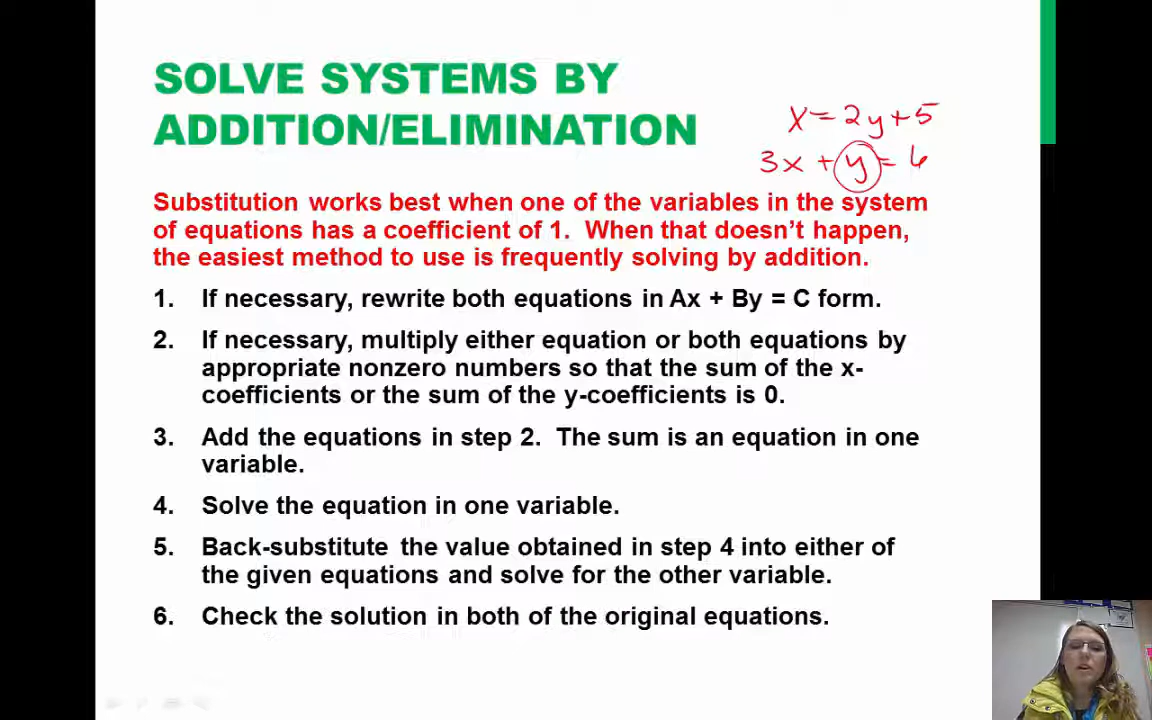 SOLVE SYSTEMS BY
ADDITION/ELIMINATION
x = 2y + 5
3x + y = 6
Substitution works best when one of the variables in the system
of equations has a coefficient of 1. When that doesn't happen,
the easiest method to use is frequently solving by addition.
1. If necessary, rewrite both equations in Ax + By = C form.
2. If necessary, multiply either equation or both equations by
appropriate nonzero numbers so that the sum of the x-
coefficients or the sum of the y-coefficients is 0.
3. Add the equations in step 2. The sum is an equation in one
variable.
4. Solve the equation in one variable.
5. Back-substitute the value obtained in step 4 into either of
the given equations and solve for the other variable.
6. Check the solution in both of the original equations.